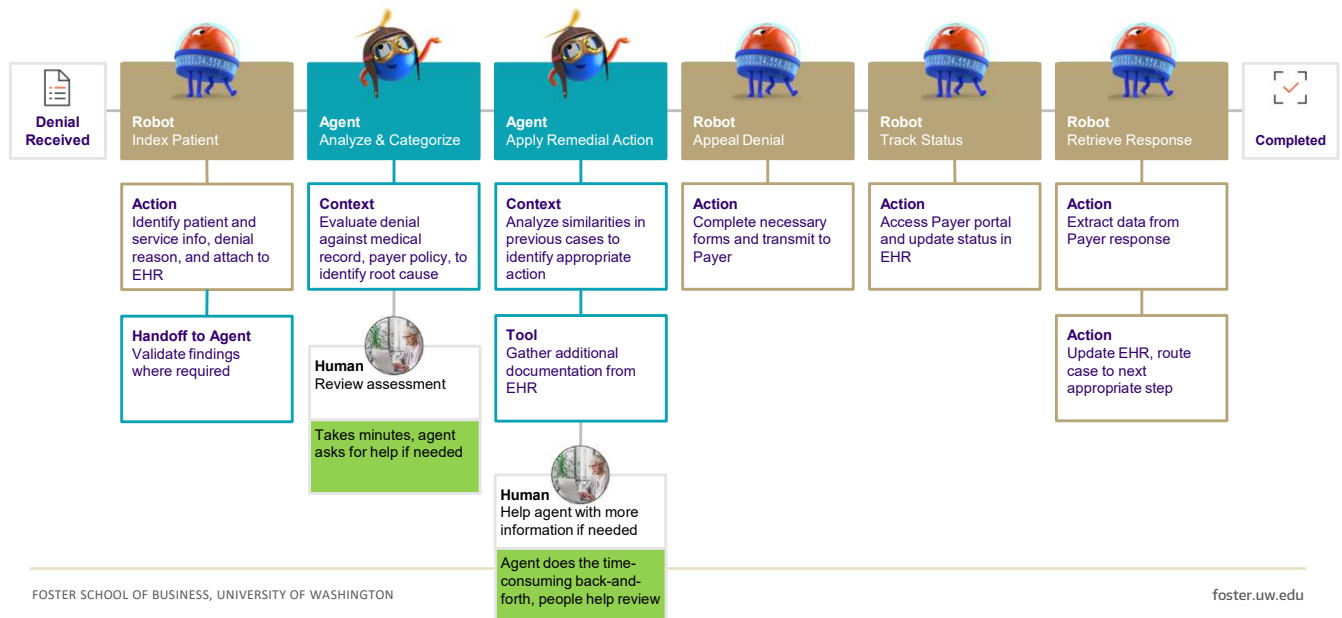 Denial
Received
Robot
Index Patient
Action
Identify patient and
service info, denial
reason, and attach to
EHR
Handoff to Agent
Validate findings
where required
Agent
Analyze & Categorize
Context
Evaluate denial
against medical
record, payer policy, to
identify root cause
Human
Review assessment
Takes minutes, agent
asks for help if needed
Agent
Apply Remedial Action
Context
Analyze similarities in
previous cases to
identify appropriate
action
Tool
Gather additional
documentation from
EHR
Human
Help agent with more
information if needed
Agent does the time-
consuming back-and-
forth, people help review
Robot
Appeal Denial
Action
Complete necessary
forms and transmit to
Payer
Robot
Track Status
Action
Access Payer portal
and update status in
EHR
Robot
Retrieve Response
Action
Extract data from
Payer response
Action
Update EHR, route
case to next
appropriate step
Completed
FOSTER SCHOOL OF BUSINESS, UNIVERSITY OF WASHINGTON
foster.uw.edu